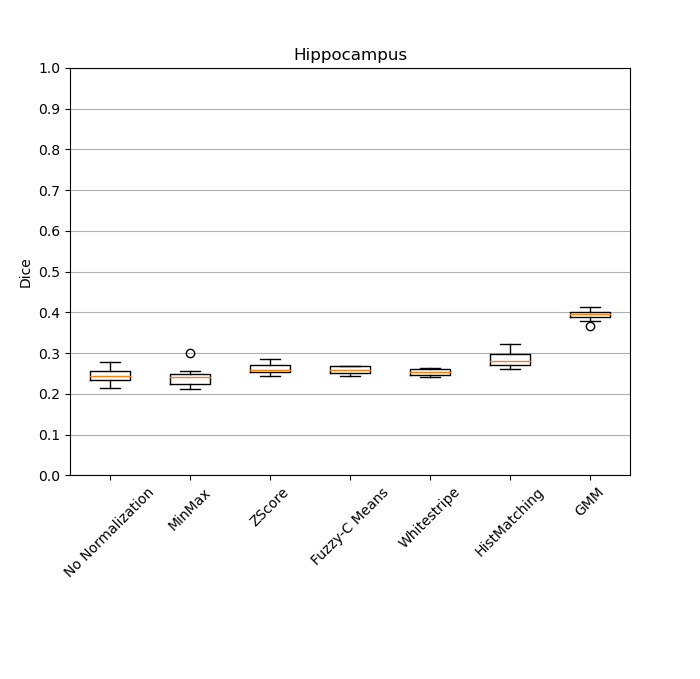 Hippocampus
1.0
0.9
0.8
0.7
0.6
0.5
0.4
0.3
0.2
0.1
0.0
Dice
No Normalization
MinMax
ZScore
Fuzzy-C Means
Whitestripe
HistMatching
GMM